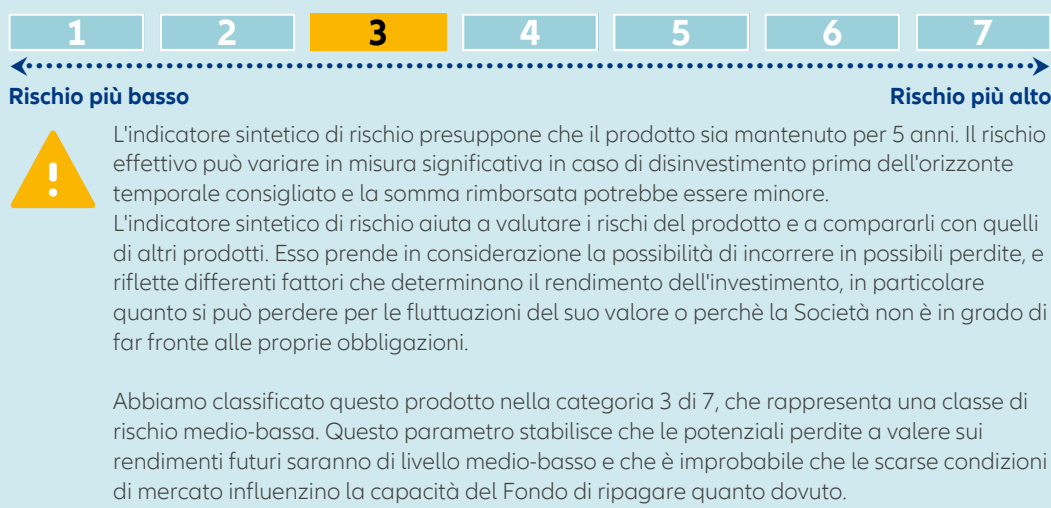 1 2 3 4 5 6 7
Rischio più basso Rischio più alto
L'indicatore sintetico di rischio presuppone che il prodotto sia mantenuto per 5 anni. Il rischio
effettivo può variare in misura significativa in caso di disinvestimento prima dell'orizzonte
temporale consigliato e la somma rimborsata potrebbe essere minore.
L'indicatore sintetico di rischio aiuta a valutare i rischi del prodotto e a compararli con quelli
di altri prodotti. Esso prende in considerazione la possibilità di incorrere in possibili perdite, e
riflette differenti fattori che determinano il rendimento dell'investimento, in particolare
quanto si può perdere per le fluttuazioni del suo valore o perchè la Società non è in grado di
far fronte alle proprie obbligazioni.
Abbiamo classificato questo prodotto nella categoria 3 di 7, che rappresenta una classe di
rischio medio-bassa. Questo parametro stabilisce che le potenziali perdite a valere sui
rendimenti futuri saranno di livello medio-basso e che è improbabile che le scarse condizioni
di mercato influenzino la capacità del Fondo di ripagare quanto dovuto.